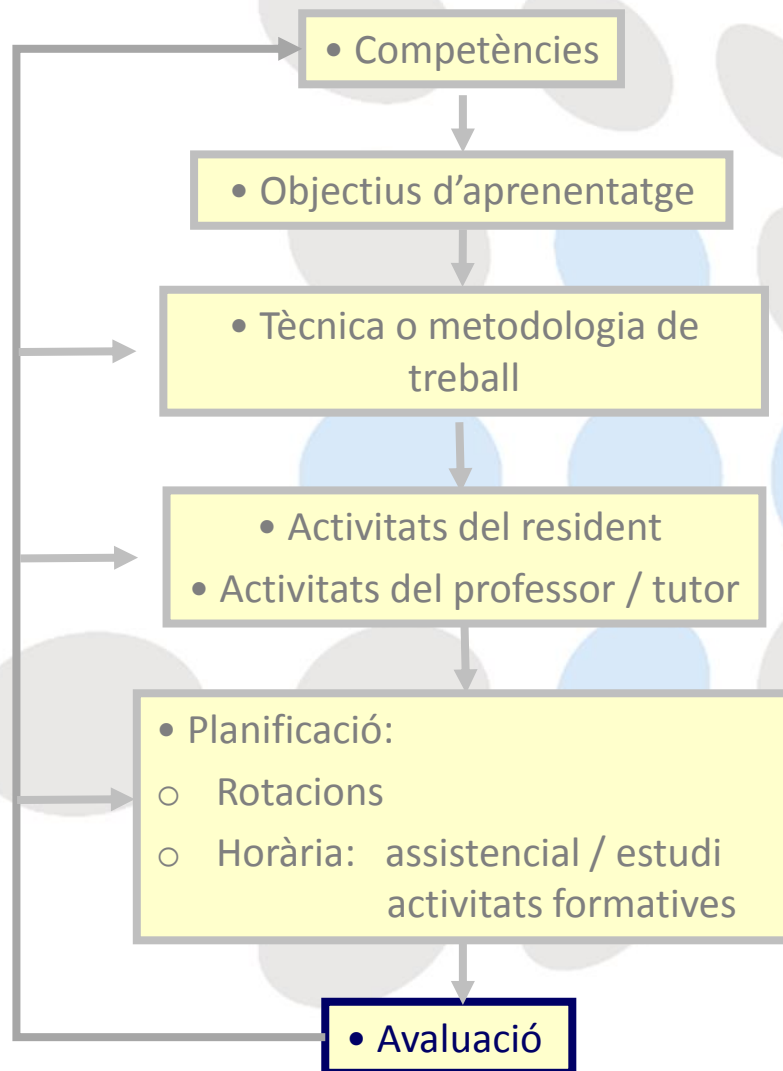 • Competències
• Objectius d’aprenentatge
• Tècnica o metodologia de
treball
• Activitats del resident
• Activitats del professor / tutor
• Planificació:
o Rotacions
o Horària: assistencial / estudi
activitats formatives
• Avaluació